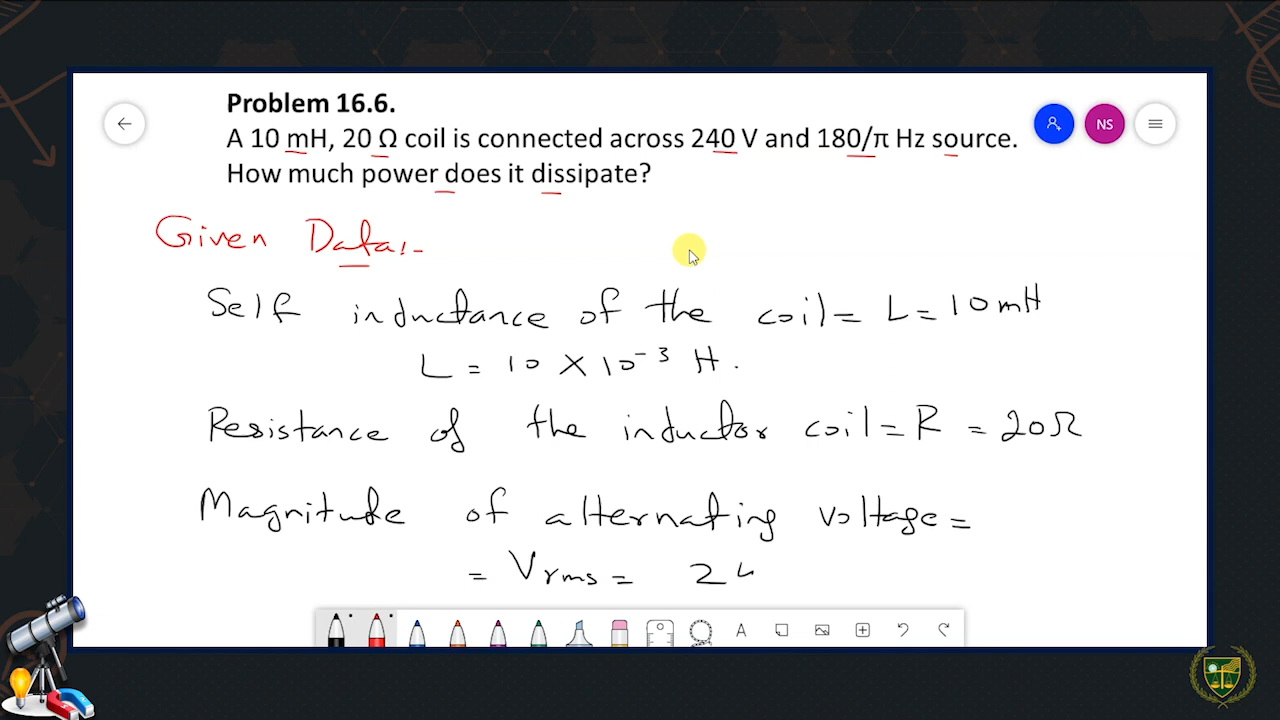 Problem 16.6.
A 10 mH, 20 Ω coil is connected across 240 V and 180/π Hz source.
How much power does it dissipate?
NS
Given Data:-
Self inductance of the coil = L = 10 mH
L = 10 × 10⁻³ H.
Resistance of the inductor coil = R = 20Ω
Magnitude of alternating voltage =
= Vrms = 24
A